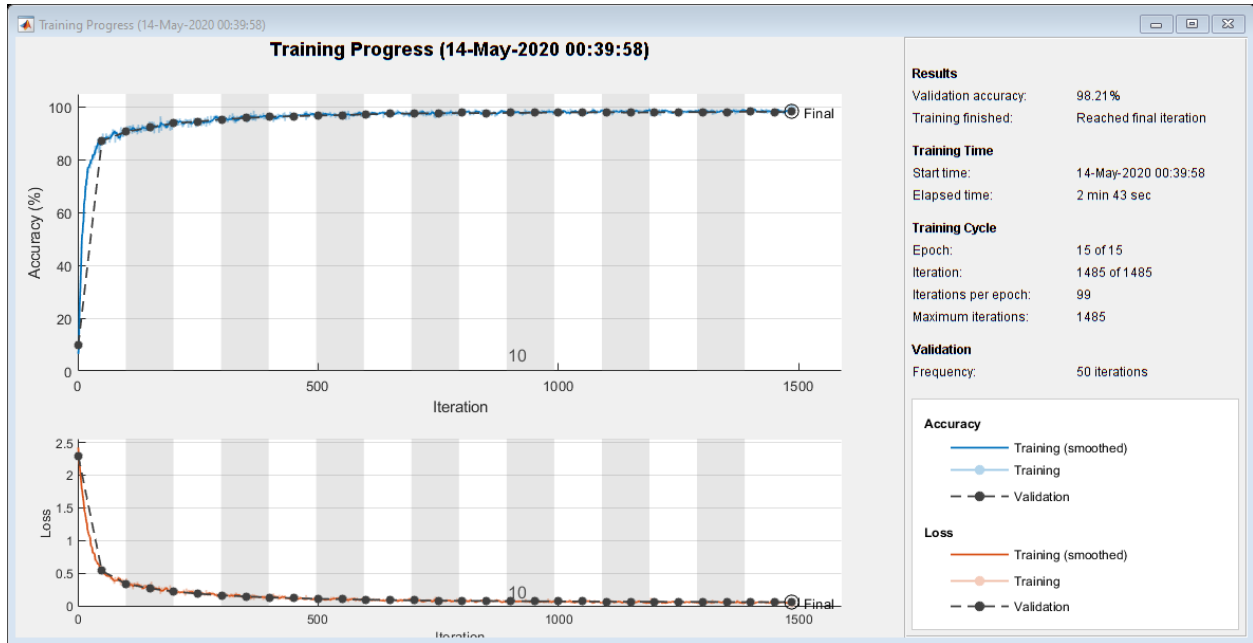 Training Progress (14-May-2020 00:39:58)
Training Progress (14-May-2020 00:39:58)
100
80
60
40
20
0
Accuracy (%)
Final
10
0
500
1000
1500
Iteration
2.5
2
1.5
1
0.5
0
Loss
10
Final
0
500
1000
1500
Iteration
Results
Validation accuracy: 98.21%
Training finished: Reached final iteration
Training Time
Start time: 14-May-2020 00:39:58
Elapsed time: 2 min 43 sec
Training Cycle
Epoch: 15 of 15
Iteration: 1485 of 1485
Iterations per epoch: 99
Maximum iterations: 1485
Validation
Frequency: 50 iterations
Accuracy
Training (smoothed)
Training
Validation
Loss
Training (smoothed)
Training
Validation